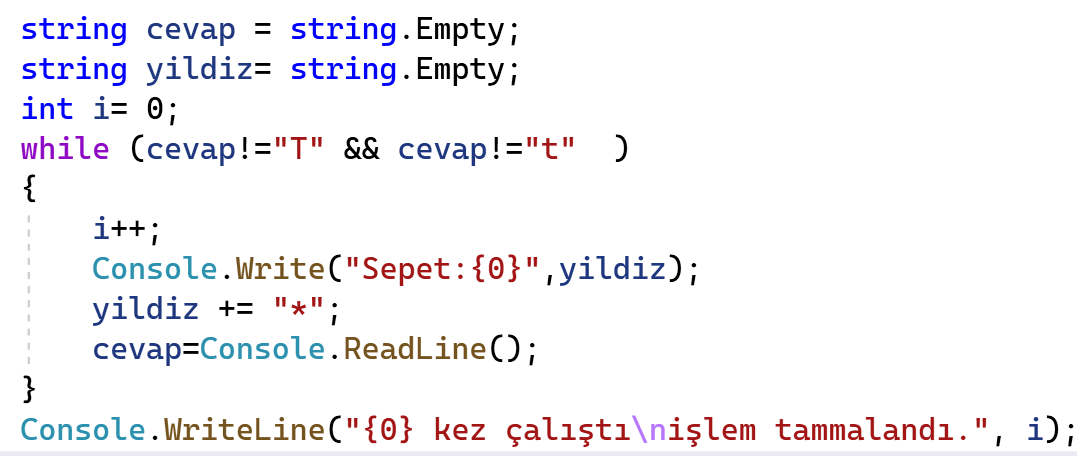 string cevap = string.Empty;
string yildiz= string.Empty;
int i= 0;
while (cevap!="T" && cevap!="t"  )
{
    i++;
    Console.Write("Sepet:{0}",yildiz);
    yildiz += "*";
    cevap=Console.ReadLine();
}
Console.WriteLine("{0} kez çalıştı\nişlem tammalandı.", i);